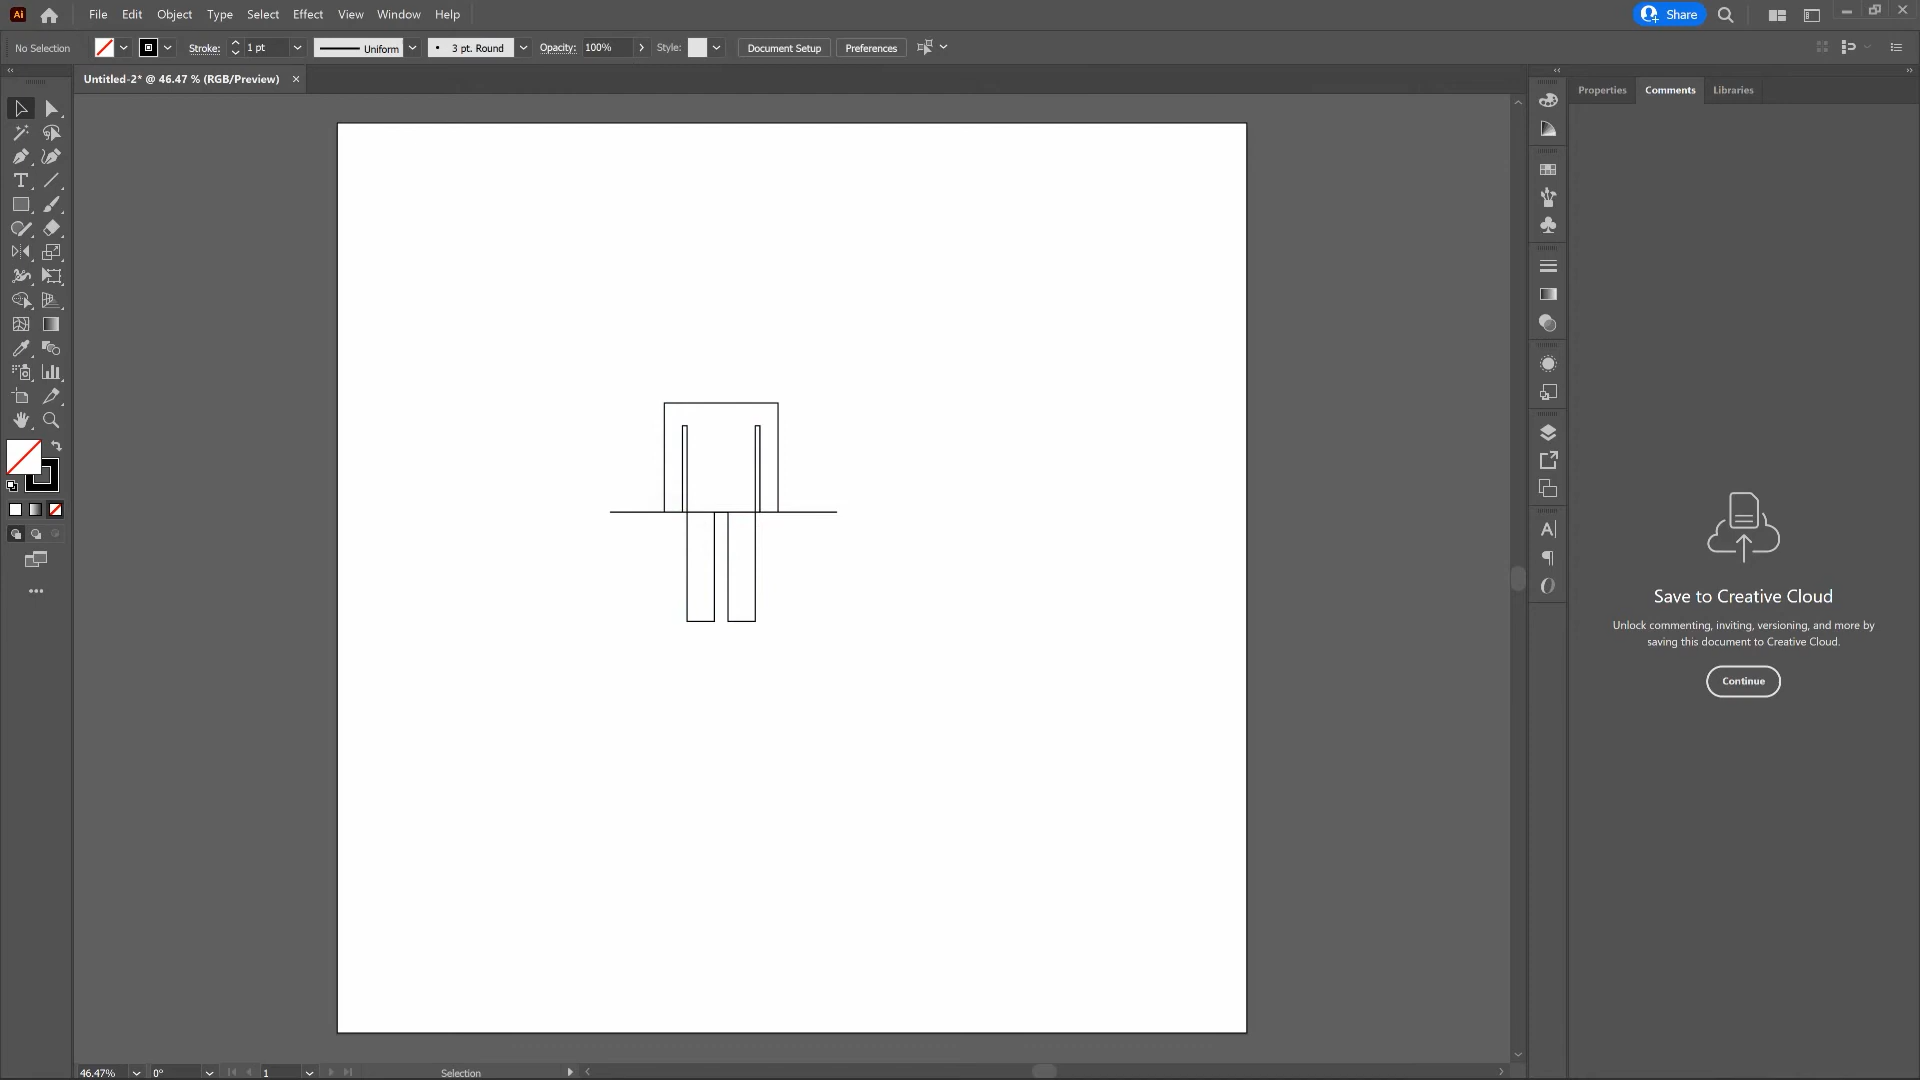 Ai File Edit Object Type Select Effect View Window Help Share
No Selection Stroke: 1 pt Uniform 3 pt. Round Opacity: 100% Style: Document Setup Preferences
Untitled-2* @ 46.47 % (RGB/Preview)
Properties Comments Libraries
Save to Creative Cloud
Unlock commenting, inviting, versioning, and more by
saving this document to Creative Cloud.
Continue
46.47% 0° 1 Selection